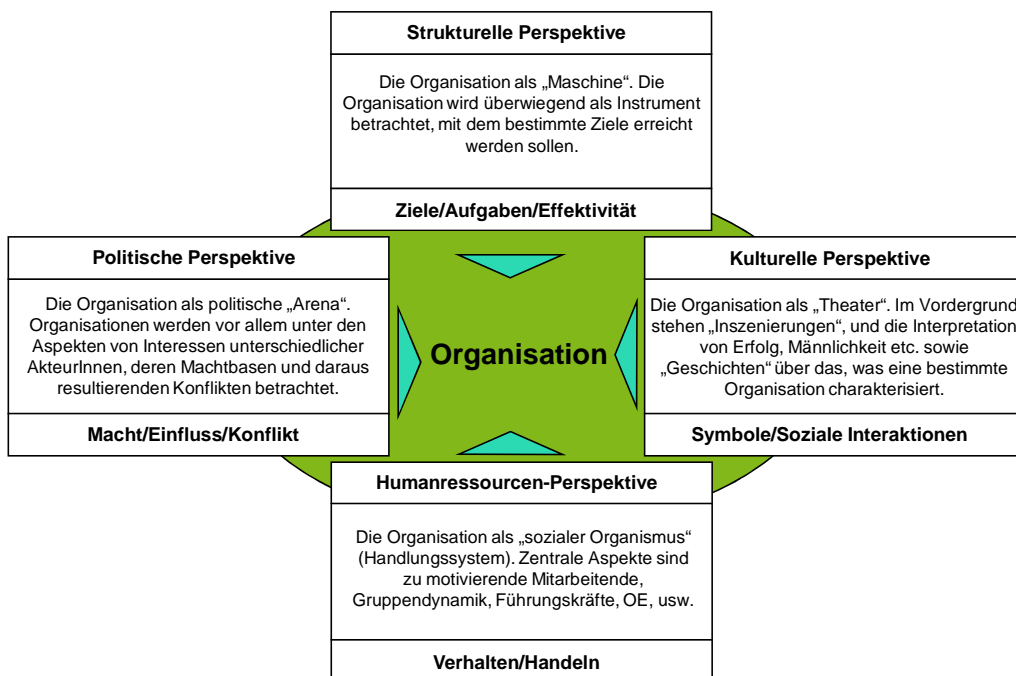 Strukturelle Perspektive
Die Organisation als „Maschine“. Die
Organisation wird überwiegend als Instrument
betrachtet, mit dem bestimmte Ziele erreicht
werden sollen.
Ziele/Aufgaben/Effektivität
Politische Perspektive
Die Organisation als politische „Arena“.
Organisationen werden vor allem unter den
Aspekten von Interessen unterschiedlicher
AkteurInnen, deren Machtbasen und daraus
resultierenden Konflikten betrachtet.
Macht/Einfluss/Konflikt
Organisation
Kulturelle Perspektive
Die Organisation als „Theater“. Im Vordergrund
stehen „Inszenierungen“, und die Interpretation
von Erfolg, Männlichkeit etc. sowie
„Geschichten“ über das, was eine bestimmte
Organisation charakterisiert.
Symbole/Soziale Interaktionen
Humanressourcen-Perspektive
Die Organisation als „sozialer Organismus“
(Handlungssystem). Zentrale Aspekte sind
zu motivierende Mitarbeitende,
Gruppendynamik, Führungskräfte, OE, usw.
Verhalten/Handeln